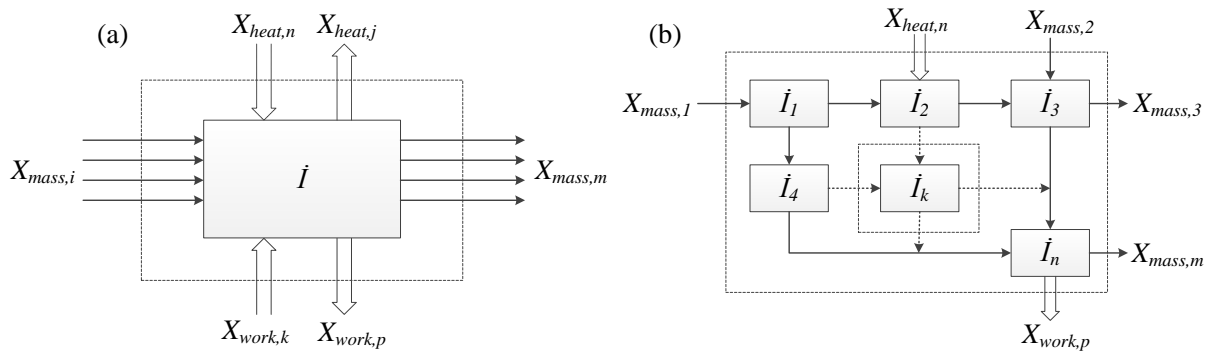 (a)
X_heat,n X_heat,j
X_mass,i
İ
X_mass,m
X_work,k X_work,p
(b)
X_heat,n X_mass,2
X_mass,1
İ_1 İ_2 İ_3
X_mass,3
İ_4 İ_k
İ_n
X_mass,m
X_work,p